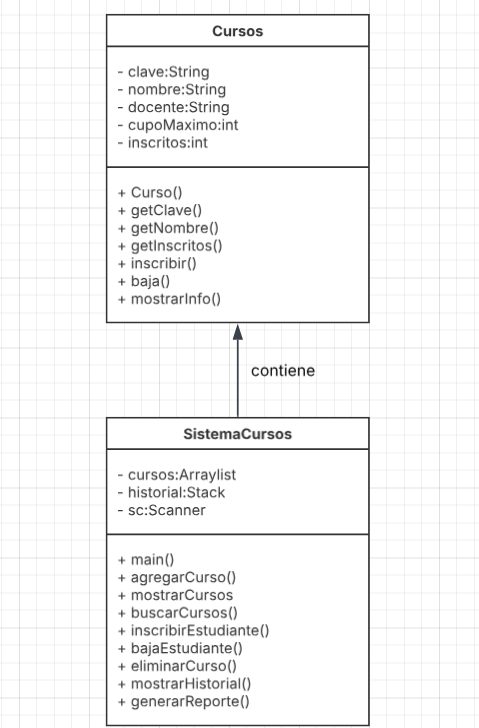 Cursos
- clave:String
- nombre:String
- docente:String
- cupoMaximo:int
- inscritos:int
+ Curso()
+ getClave()
+ getNombre()
+ getInscritos()
+ inscribir()
+ baja()
+ mostrarInfo()
contiene
SistemaCursos
- cursos:Arraylist
- historial:Stack
- sc:Scanner
+ main()
+ agregarCurso()
+ mostrarCursos
+ buscarCursos()
+ inscribirEstudiante()
+ bajaEstudiante()
+ eliminarCurso()
+ mostrarHistorial()
+ generarReporte()